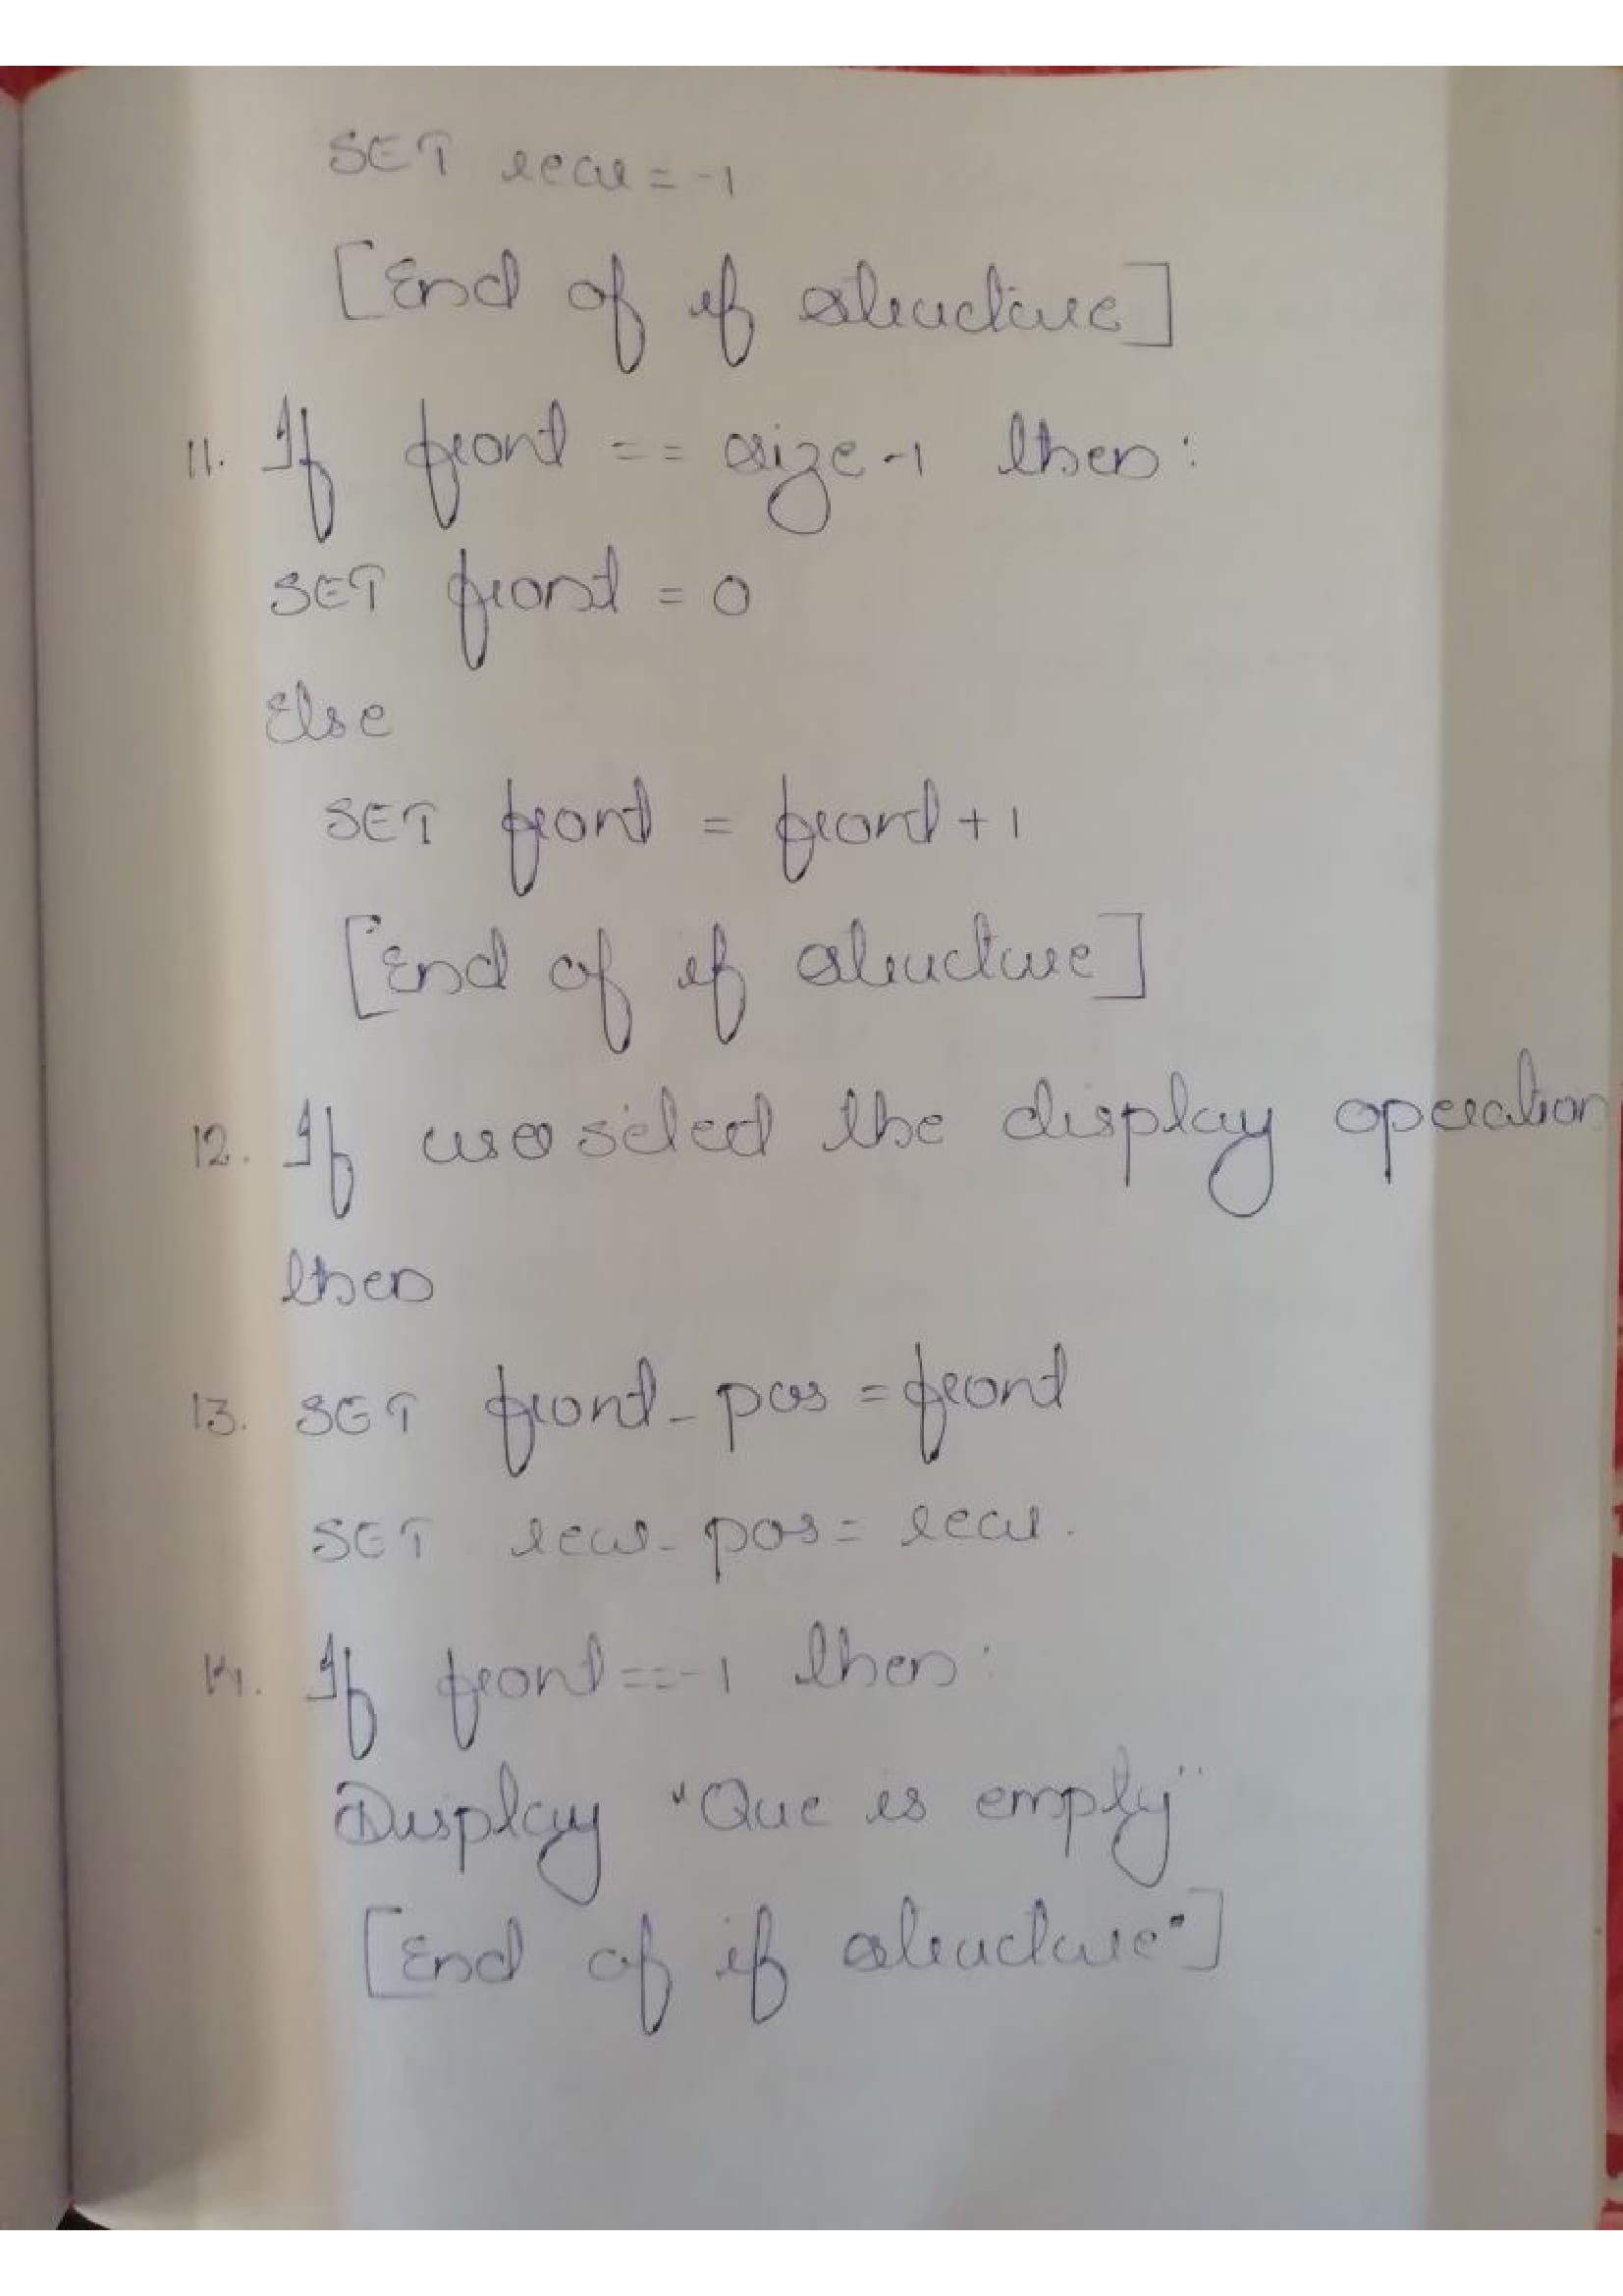 SET rear = -1
[End of if structure]
11. If front == size-1 then:
SET front = 0
Else
SET front = front + 1
[End of if structure]
12. If user select the display operation
then
13. SET front_pos = front
SET rear_pos = rear.
14. If front == -1 then:
Display "Que is empty"
[End of if structure"]